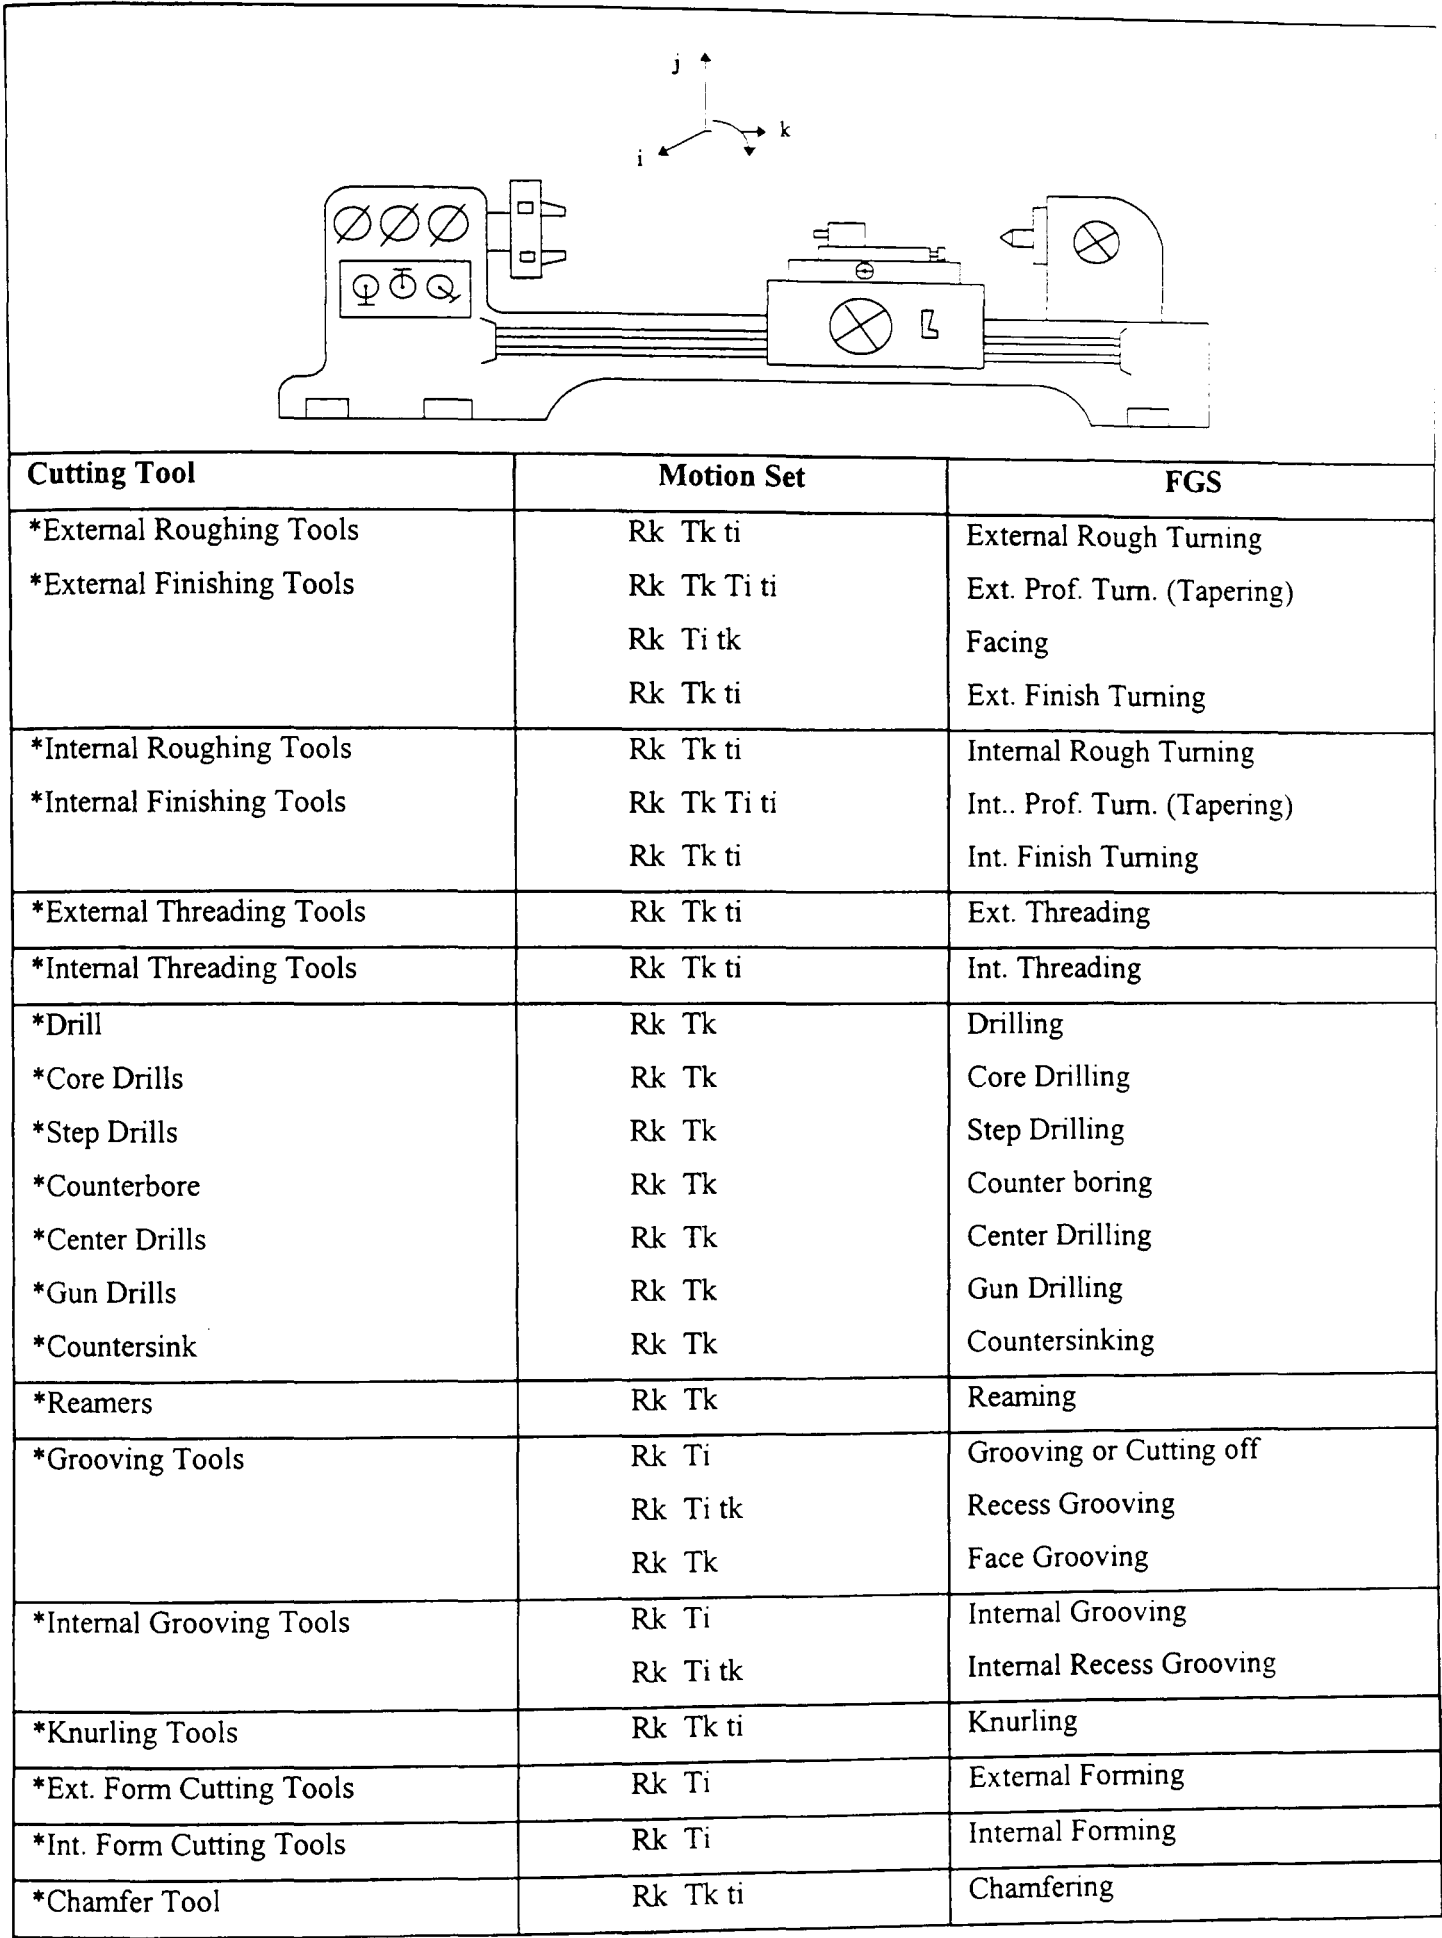 j
k
i
Cutting Tool Motion Set FGS
*External Roughing Tools Rk Tk ti External Rough Turning
*External Finishing Tools Rk Tk Ti ti Ext. Prof. Turn. (Tapering)
Rk Ti tk Facing
Rk Tk ti Ext. Finish Turning
*Internal Roughing Tools Rk Tk ti Internal Rough Turning
*Internal Finishing Tools Rk Tk Ti ti Int.. Prof. Turn. (Tapering)
Rk Tk ti Int. Finish Turning
*External Threading Tools Rk Tk ti Ext. Threading
*Internal Threading Tools Rk Tk ti Int. Threading
*Drill Rk Tk Drilling
*Core Drills Rk Tk Core Drilling
*Step Drills Rk Tk Step Drilling
*Counterbore Rk Tk Counter boring
*Center Drills Rk Tk Center Drilling
*Gun Drills Rk Tk Gun Drilling
*Countersink Rk Tk Countersinking
*Reamers Rk Tk Reaming
*Grooving Tools Rk Ti Grooving or Cutting off
Rk Ti tk Recess Grooving
Rk Tk Face Grooving
*Internal Grooving Tools Rk Ti Internal Grooving
Rk Ti tk Internal Recess Grooving
*Knurling Tools Rk Tk ti Knurling
*Ext. Form Cutting Tools Rk Ti External Forming
*Int. Form Cutting Tools Rk Ti Internal Forming
*Chamfer Tool Rk Tk ti Chamfering